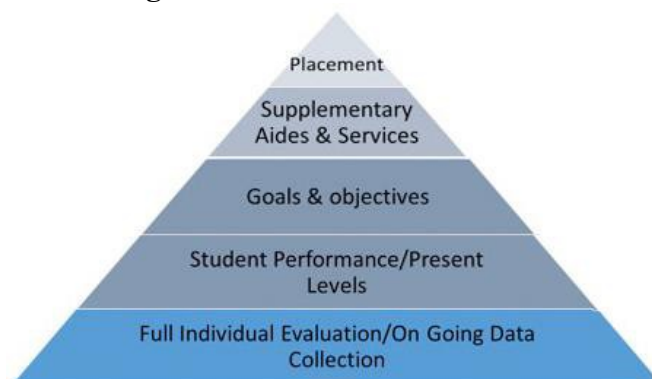 Placement
Supplementary
Aides & Services
Goals & objectives
Student Performance/Present
Levels
Full Individual Evaluation/On Going Data
Collection